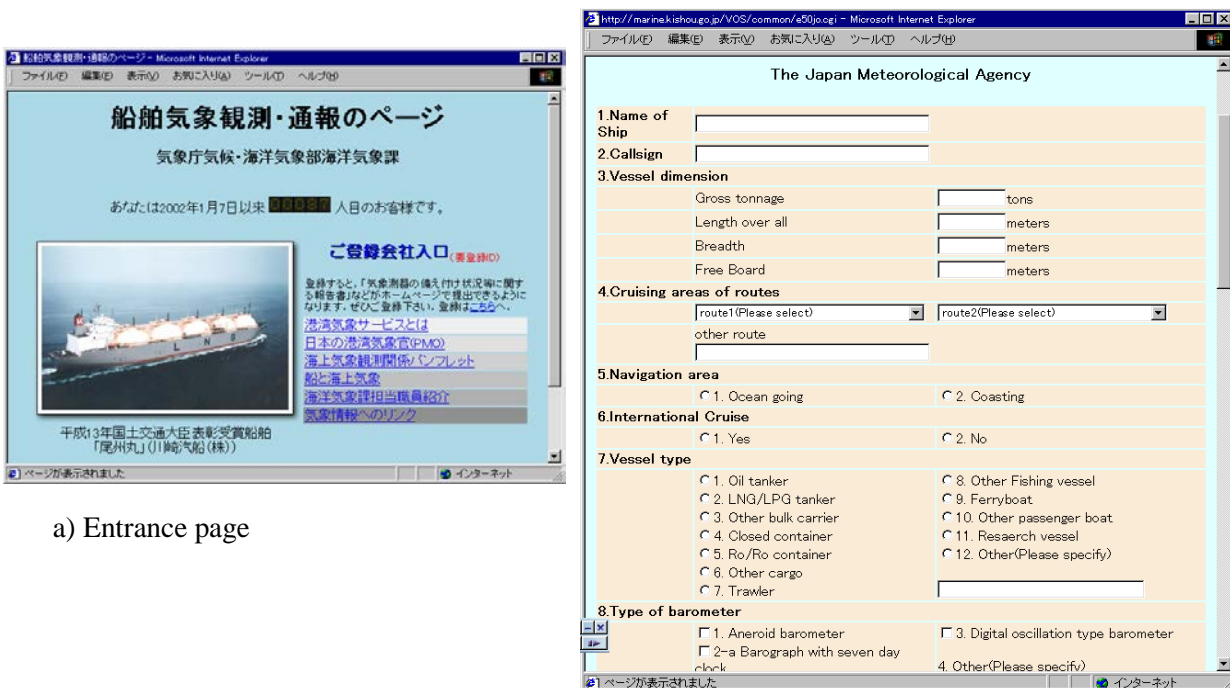 船舶気象観測・通報のページ - Microsoft Internet Explorer
ファイル(F) 編集(E) 表示(V) お気に入り(A) ツール(T) ヘルプ(H)
船舶気象観測・通報のページ
気象庁気候・海洋気象部海洋気象課
あなたは2002年1月7日以来 人目のお客様です。
ご登録会社入口(要登録ID)
登録すると、「気象測器の備え付け状況等に関す
る報告書」などがホームページで提出できるように
なります。ぜひご登録下さい。登録はこちらへ。
港湾気象サービスとは
日本の港湾気象官(PMO)
海上気象観測関係パンフレット
船と海上気象
海洋気象課担当職員紹介
気象情報へのリンク
L N G
平成13年国土交通大臣表彰受賞船舶
「尾州丸」(川崎汽船(株))
ページが表示されました インターネット
a) Entrance page
http://marine.kishou.go.jp/VOS/common/e50jo.cgi - Microsoft Internet Explorer
ファイル(F) 編集(E) 表示(V) お気に入り(A) ツール(T) ヘルプ(H)
The Japan Meteorological Agency
1.Name of
Ship
2.Callsign
3.Vessel dimension
Gross tonnage tons
Length over all meters
Breadth meters
Free Board meters
4.Cruising areas of routes
route1(Please select) route2(Please select)
other route
5.Navigation area
1. Ocean going 2. Coasting
6.International Cruise
1. Yes 2. No
7.Vessel type
1. Oil tanker 8. Other Fishing vessel
2. LNG/LPG tanker 9. Ferryboat
3. Other bulk carrier 10. Other passenger boat
4. Closed container 11. Resaerch vessel
5. Ro/Ro container 12. Other(Please specify)
6. Other cargo
7. Trawler
8.Type of barometer
1. Aneroid barometer 3. Digital oscillation type barometer
2-a Barograph with seven day
clock 4. Other(Please specify)
ページが表示されました インターネット